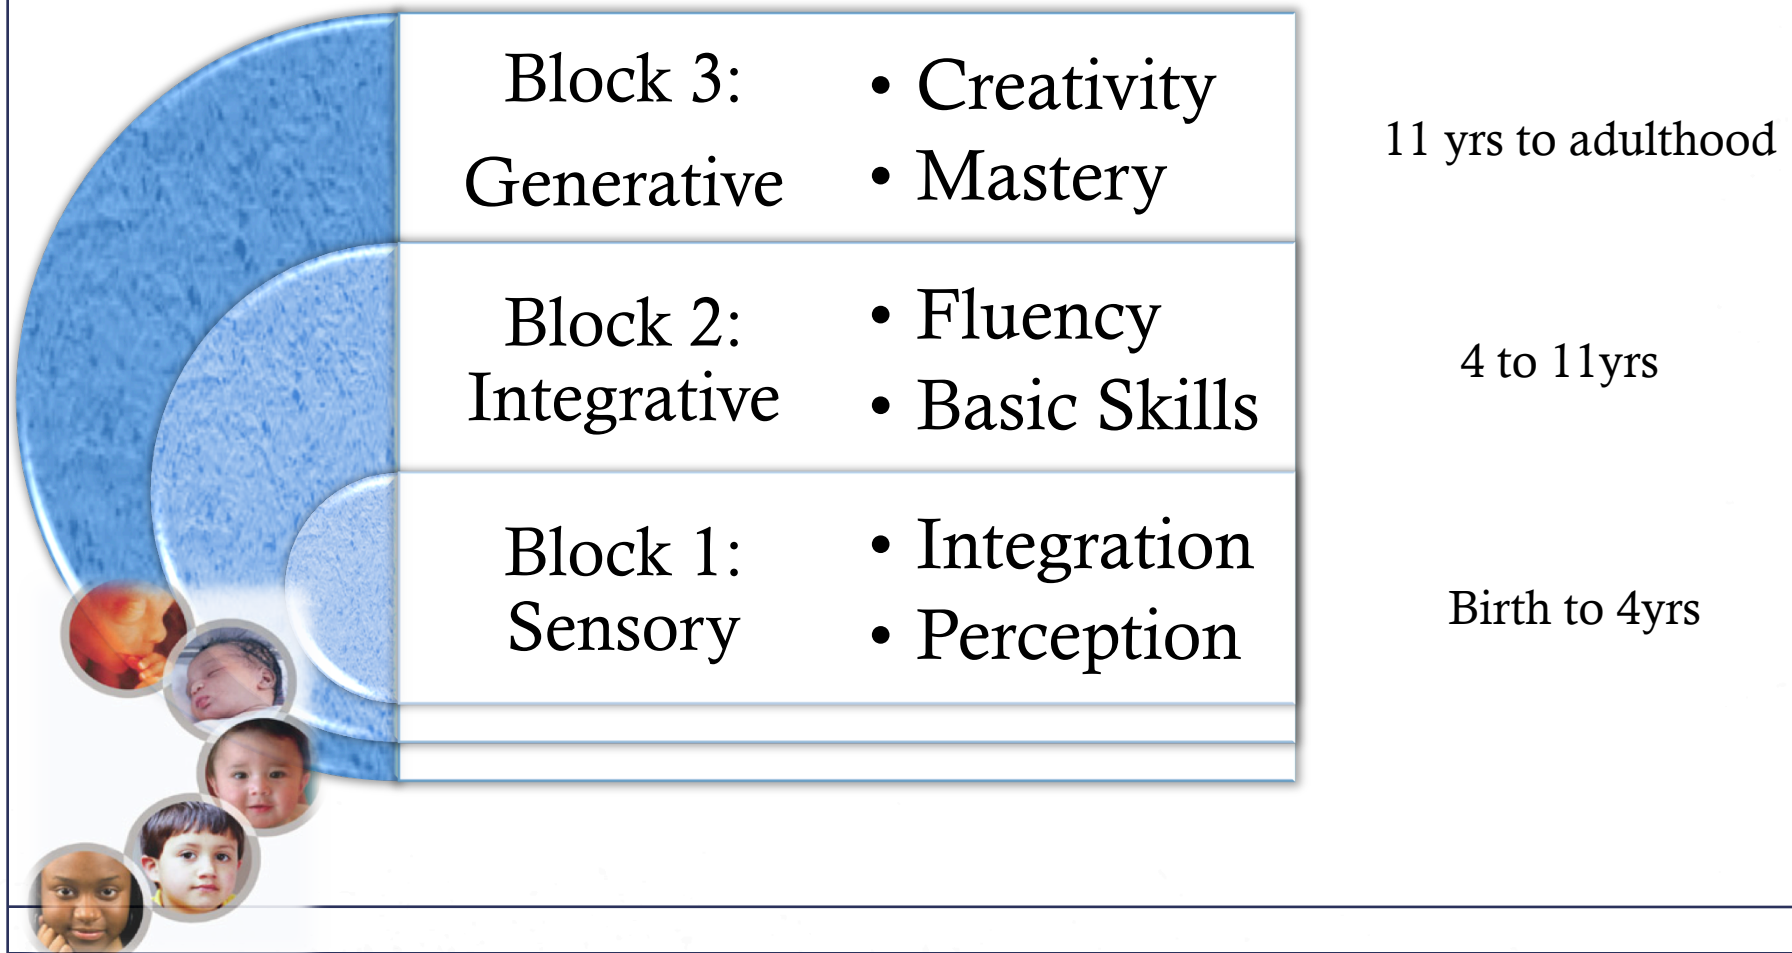 Block 3:
Generative
• Creativity
• Mastery
11 yrs to adulthood
Block 2:
Integrative
• Fluency
• Basic Skills
4 to 11yrs
Block 1:
Sensory
• Integration
• Perception
Birth to 4yrs